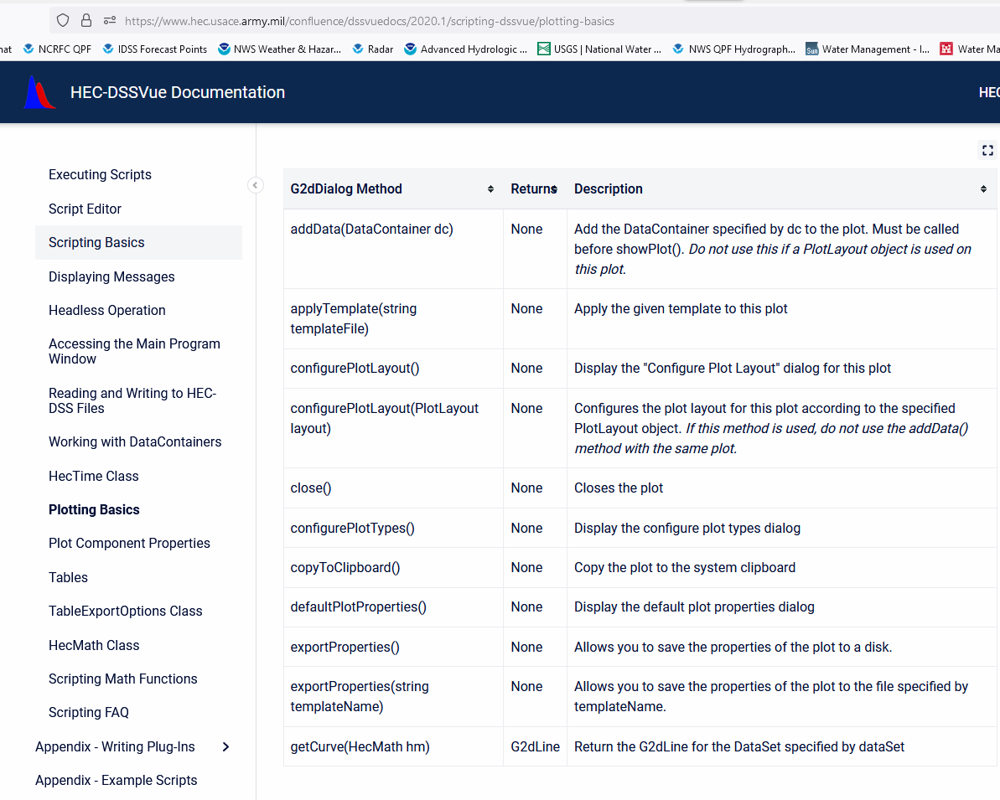 https://www.hec.usace.army.mil/confluence/dssvuedocs/2020.1/scripting-dssvue/plotting-basics
nat NCRFC QPF IDSS Forecast Points NWS Weather & Hazar... Radar Advanced Hydrologic ... USGS | National Water ... NWS QPF Hydrograph... Sun Water Management - I... Water Ma
HEC-DSSVue Documentation
HEC
Executing Scripts
Script Editor
Scripting Basics
Displaying Messages
Headless Operation
Accessing the Main Program
Window
Reading and Writing to HEC-
DSS Files
Working with DataContainers
HecTime Class
Plotting Basics
Plot Component Properties
Tables
TableExportOptions Class
HecMath Class
Scripting Math Functions
Scripting FAQ
Appendix - Writing Plug-Ins
Appendix - Example Scripts
G2dDialog Method Returns Description
addData(DataContainer dc) None Add the DataContainer specified by dc to the plot. Must be called
before showPlot(). Do not use this if a PlotLayout object is used on
this plot.
applyTemplate(string
templateFile)
None Apply the given template to this plot
configurePlotLayout() None Display the "Configure Plot Layout" dialog for this plot
configurePlotLayout(PlotLayout
layout)
None Configures the plot layout for this plot according to the specified
PlotLayout object. If this method is used, do not use the addData()
method with the same plot.
close() None Closes the plot
configurePlotTypes() None Display the configure plot types dialog
copyToClipboard() None Copy the plot to the system clipboard
defaultPlotProperties() None Display the default plot properties dialog
exportProperties() None Allows you to save the properties of the plot to a disk.
exportProperties(string
templateName)
None Allows you to save the properties of the plot to the file specified by
templateName.
getCurve(HecMath hm) G2dLine Return the G2dLine for the DataSet specified by dataSet